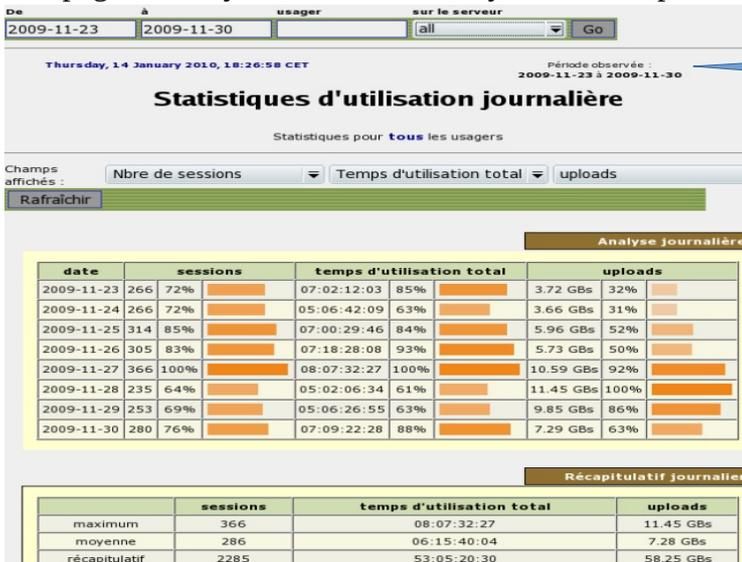 De à usager sur le serveur
2009-11-23 2009-11-30 all Go
Thursday, 14 January 2010, 18:26:58 CET
Période observée :
2009-11-23 à 2009-11-30
Statistiques d'utilisation journalière
Statistiques pour tous les usagers
Champs affichés : Nbre de sessions Temps d'utilisation total uploads
Rafraîchir
Analyse journalière
date sessions temps d'utilisation total uploads
2009-11-23 266 72% 07:02:12:03 85% 3.72 GBs 32%
2009-11-24 266 72% 05:06:42:09 63% 3.66 GBs 31%
2009-11-25 314 85% 07:00:29:46 84% 5.96 GBs 52%
2009-11-26 305 83% 07:18:28:08 93% 5.73 GBs 50%
2009-11-27 366 100% 08:07:32:27 100% 10.59 GBs 92%
2009-11-28 235 64% 05:02:06:34 61% 11.45 GBs 100%
2009-11-29 253 69% 05:06:26:55 63% 9.85 GBs 86%
2009-11-30 280 76% 07:09:22:28 88% 7.29 GBs 63%
Récapitulatif journalier
sessions temps d'utilisation total uploads
maximum 366 08:07:32:27 11.45 GBs
moyenne 286 06:15:40:04 7.28 GBs
récapitulatif 2285 53:05:20:30 58.25 GBs